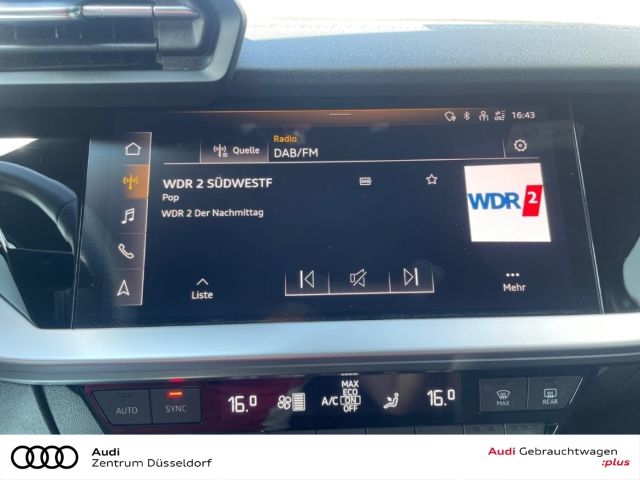 16:43
Quelle
Radio
DAB/FM
WDR 2 SÜDWESTF
DAB
Pop
WDR 2 Der Nachmittag
WDR 2
Liste
Mehr
AUTO
SYNC
16.0
A/C
MAX
ECO
ON
OFF
16.0
MAX
REAR
Audi
Zentrum Düsseldorf
Audi Gebrauchtwagen
:plus